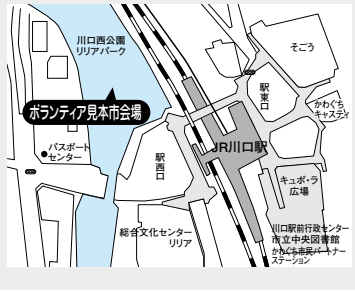 川口西公園
リリアパーク
そごう
ボランティア見本市会場
駅東口
かわぐち
キャスティ
パスポート
センター
駅西口
JR川口駅
キュポ・ラ
広場
総合文化センター
リリア
川口駅前行政センター
市立中央図書館
かわぐち市民パートナー
ステーション